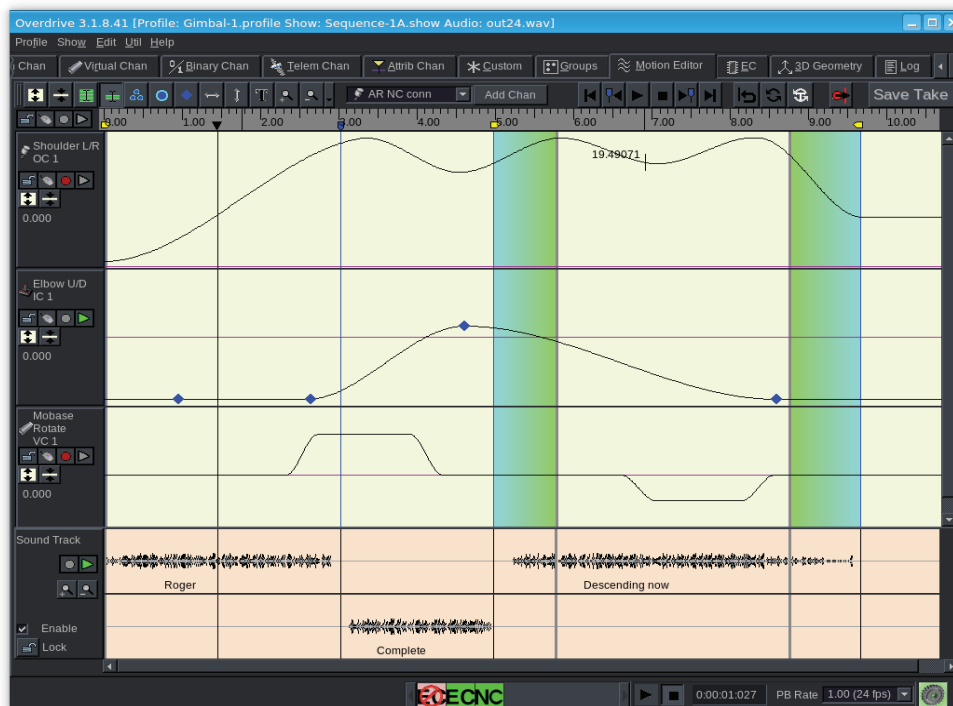 Overdrive 3.1.8.41 [Profile: Gimbal-1.profile Show: Sequence-1A.show Audio: out24.wav]
Profile Show Edit Util Help
Chan Virtual Chan Binary Chan Telem Chan Attrib Chan Custom Groups Motion Editor EC 3D Geometry Log
AR NC conn Add Chan Save Take
0.00 1.00 2.00 3.00 4.00 5.00 6.00 7.00 8.00 9.00 10.00
Shoulder L/R
OC 1
19.49071
0.000
Elbow U/D
IC 1
0.000
Mobase
Rotate
VC 1
0.000
Sound Track
Roger Descending now
Enable
Lock
Complete
ECNC
0:00:01:027 PB Rate 1.00 (24 fps)